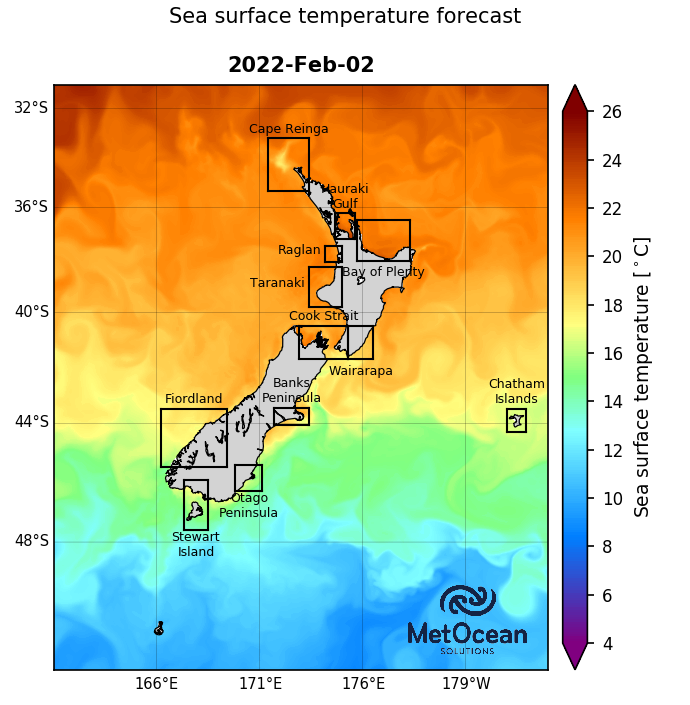 Sea surface temperature forecast
2022-Feb-02
32°S
36°S
40°S
44°S
48°S
Cape Reinga
Hauraki
Gulf
Raglan
Bay of Plenty
Taranaki
Cook Strait
Wairarapa
Banks
Peninsula
Fiordland
Chatham
Islands
Otago
Peninsula
Stewart
Island
MetOcean
SOLUTIONS
166°E
171°E
176°E
179°W
26
24
22
20
18
16
14
12
10
8
6
4
Sea surface temperature [°C]